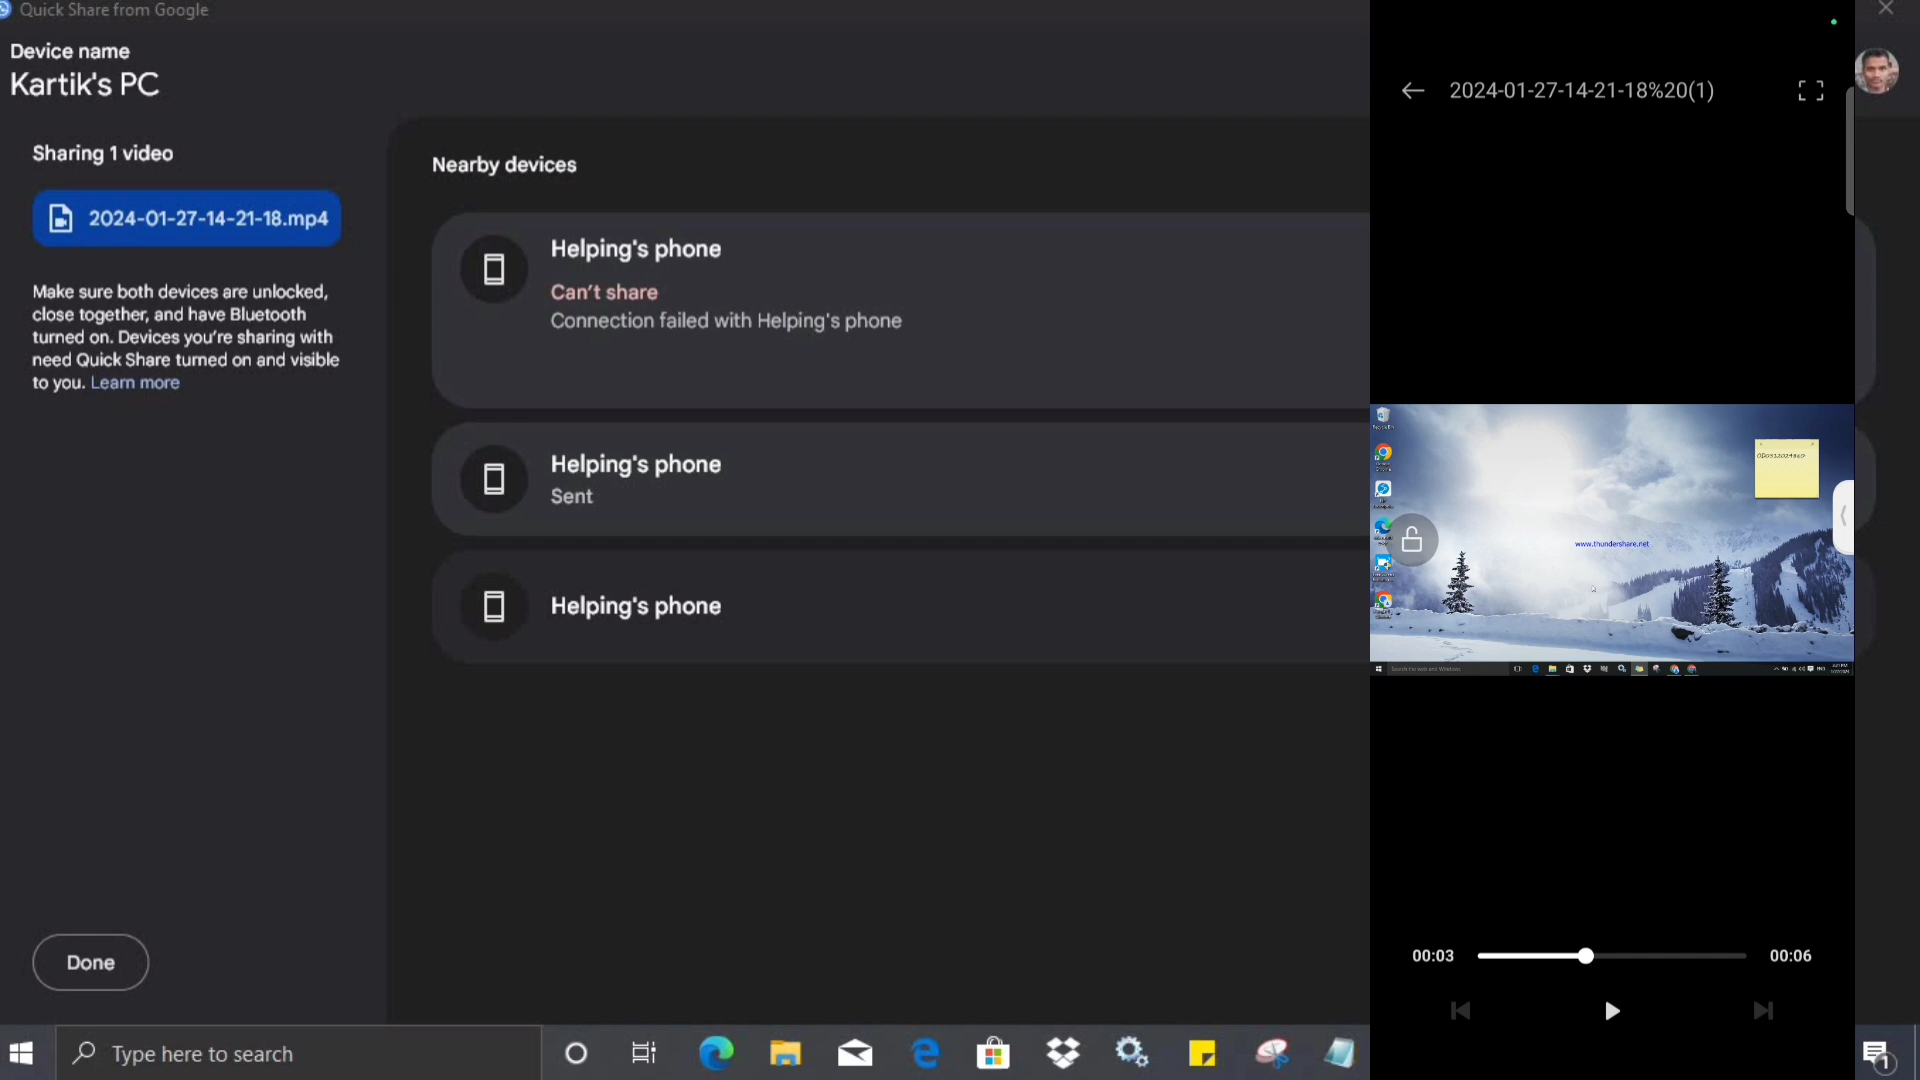 Quick Share from Google
Device name
Kartik's PC
Sharing 1 video
2024-01-27-14-21-18.mp4
Make sure both devices are unlocked,
close together, and have Bluetooth
turned on. Devices you’re sharing with
need Quick Share turned on and visible
to you. Learn more
Done
Nearby devices
Helping's phone
Can’t share
Connection failed with Helping's phone
Helping's phone
Sent
Helping's phone
2024-01-27-14-21-18%20(1)
www.thundershare.net
00:03
00:06
Type here to search
1